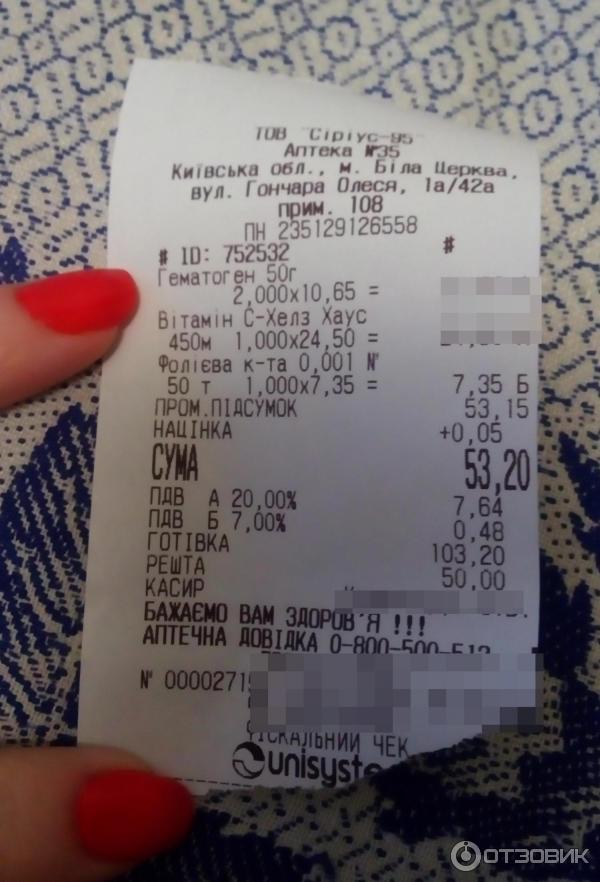 ТОВ "Сіріус-95"
Аптека №35
Київська обл., м. Біла Церква,
вул. Гончара Олеся, 1а/42а
прим. 108
ПН 235129126558
# ID: 752532 #
Гематоген 50г
2,000x10,65 =
Вітамін С-Хелз Хаус
450м 1,000x24,50 =
Фолієва к-та 0,001 №
50 т 1,000x7,35 = 7,35 Б
ПРОМ.ПІДСУМОК 53,15
НАЦІНКА +0,05
СУМА 53,20
ПДВ А 20,00% 7,64
ПДВ Б 7,00% 0,48
ГОТІВКА 103,20
РЕШТА 50,00
КАСИР
БАЖАЄМО ВАМ ЗДОРОВ'Я !!!
АПТЕЧНА ДОВІДКА 0-800-500-512
№ 0000271
ФІСКАЛЬНИЙ ЧЕК
unisyste
ОТЗОВИК